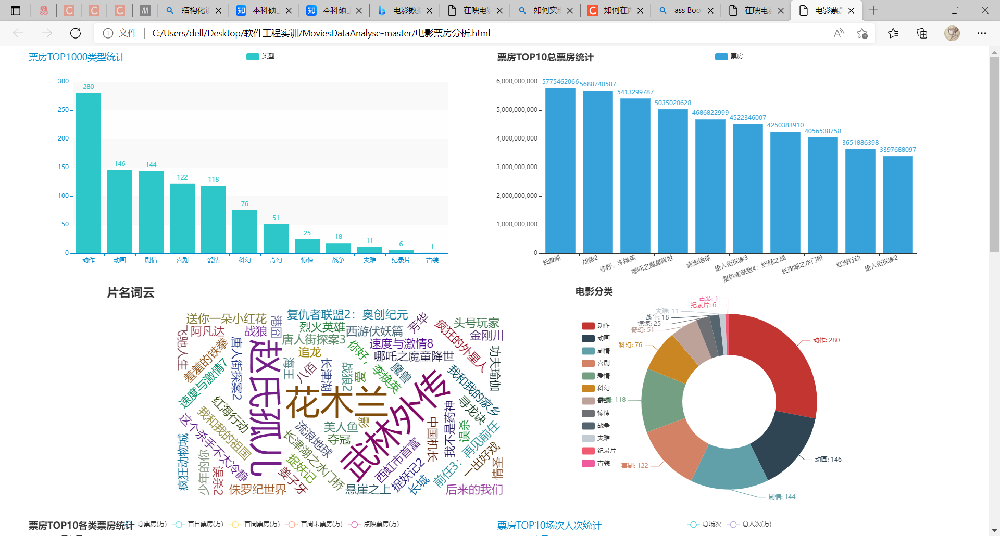 结构化设
本科硕士
本科硕士
电影数据
在映电影
如何实现
如何在网
ass Boo
在映电影
电影票房
文件
C:/Users/dell/Desktop/软件工程实训/MoviesDataAnalyse-master/电影票房分析.html
票房TOP1000类型统计
类型
300
250
200
150
100
50
0
280
146
144
122
118
76
51
25
18
11
6
1
动作
动画
剧情
喜剧
爱情
科幻
奇幻
惊悚
战争
灾难
纪录片
古装
票房TOP10总票房统计
票房
6,000,000,000
5,000,000,000
4,000,000,000
3,000,000,000
2,000,000,000
1,000,000,000
0
5775462066
5688740587
5413299787
5035020628
4686822999
4522346007
4250383910
4056538758
3651886398
3397688097
长津湖
战狼2
你好，李焕英
哪吒之魔童降世
流浪地球
唐人街探案3
复仇者联盟4：终局之战
长津湖之水门桥
红海行动
唐人街探案2
片名词云
送你一朵小红花
港囧
复仇者联盟2：奥创纪元
芳华
头号玩家
飞驰人生
阿凡达
战狼
烈火英雄
西游伏妖篇
疯狂的外星人
金刚川
羞羞的铁拳
唐人街探案2
唐人街探案3
你好，李焕英
速度与激情8
功夫瑜伽
速度与激情7
赵氏孤儿
追龙
哪吒之魔童降世
海王
八佰
长津湖
战狼2
爱
魔兽
我和我的家乡
花木兰
武林外传
寻龙诀
红海行动
我和我的祖国
这个杀手不太冷静
流浪地球
美人鱼
夺冠
中国机长
我不是药神
误杀
前任3：再见前任
疯狂动物城
少年的你
误杀2
长津湖之水门桥
捉妖记
西虹市首富
捉妖记2
一出好戏
侏罗纪世界
姜子牙
悬崖之上
长城
后来的我们
电影分类
动作
动画
剧情
喜剧
爱情
科幻
奇幻
惊悚
战争
灾难
纪录片
古装
古装: 1
纪录片: 6
灾难: 11
战争: 18
惊悚: 25
奇幻: 51
科幻: 76
爱情: 118
喜剧: 122
剧情: 144
动画: 146
动作: 280
票房TOP10各类票房统计
总票房(万)
首日票房(万)
首周票房(万)
首周末票房(万)
点映票房(万)
票房TOP10场次人次统计
总场次
总人次(万)